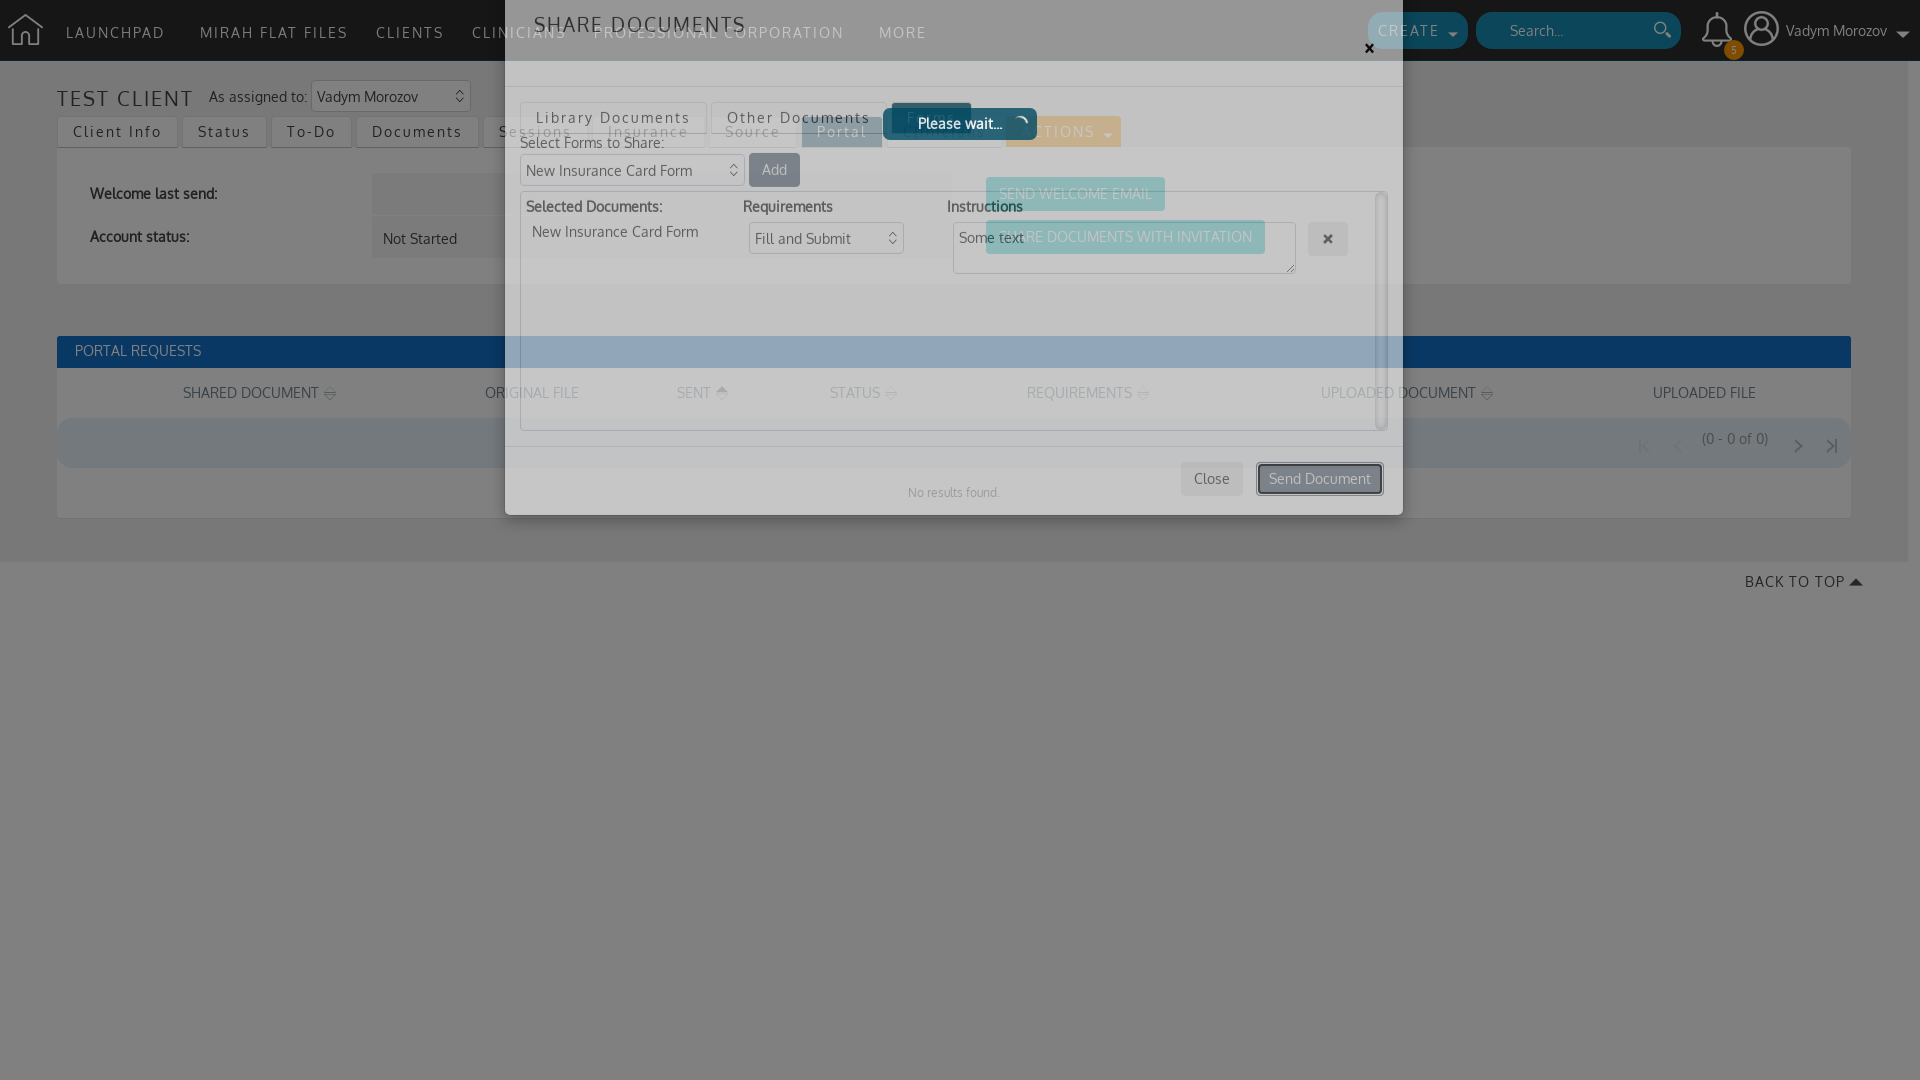 LAUNCHPAD MIRAH FLAT FILES CLIENTS CLINICIANS PROFESSIONAL CORPORATION MORE
SHARE DOCUMENTS
CREATE
Search...
5
Vadym Morozov
×
TEST CLIENT As assigned to: Vadym Morozov
Client Info Status To-Do Documents Sessions Insurance Source Portal
Library Documents Other Documents
Please wait...
Select Forms to Share:
New Insurance Card Form Add
Welcome last send:
SEND WELCOME EMAIL
Selected Documents: Requirements Instructions
New Insurance Card Form Fill and Submit Some text ×
Account status: Not Started
SHARE DOCUMENTS WITH INVITATION
PORTAL REQUESTS
SHARED DOCUMENT ORIGINAL FILE SENT STATUS REQUIREMENTS UPLOADED DOCUMENT UPLOADED FILE
(0 - 0 of 0)
Close Send Document
No results found.
BACK TO TOP